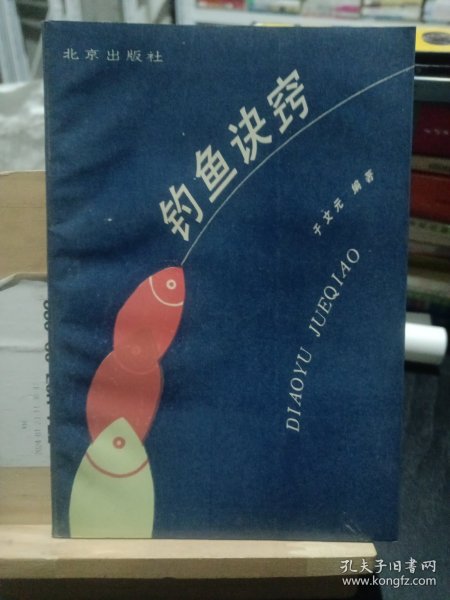 北京出版社
钓鱼诀窍
于文元 编著
DIAOYU JUEQIAO
孔夫子旧书网
www.kongfz.com